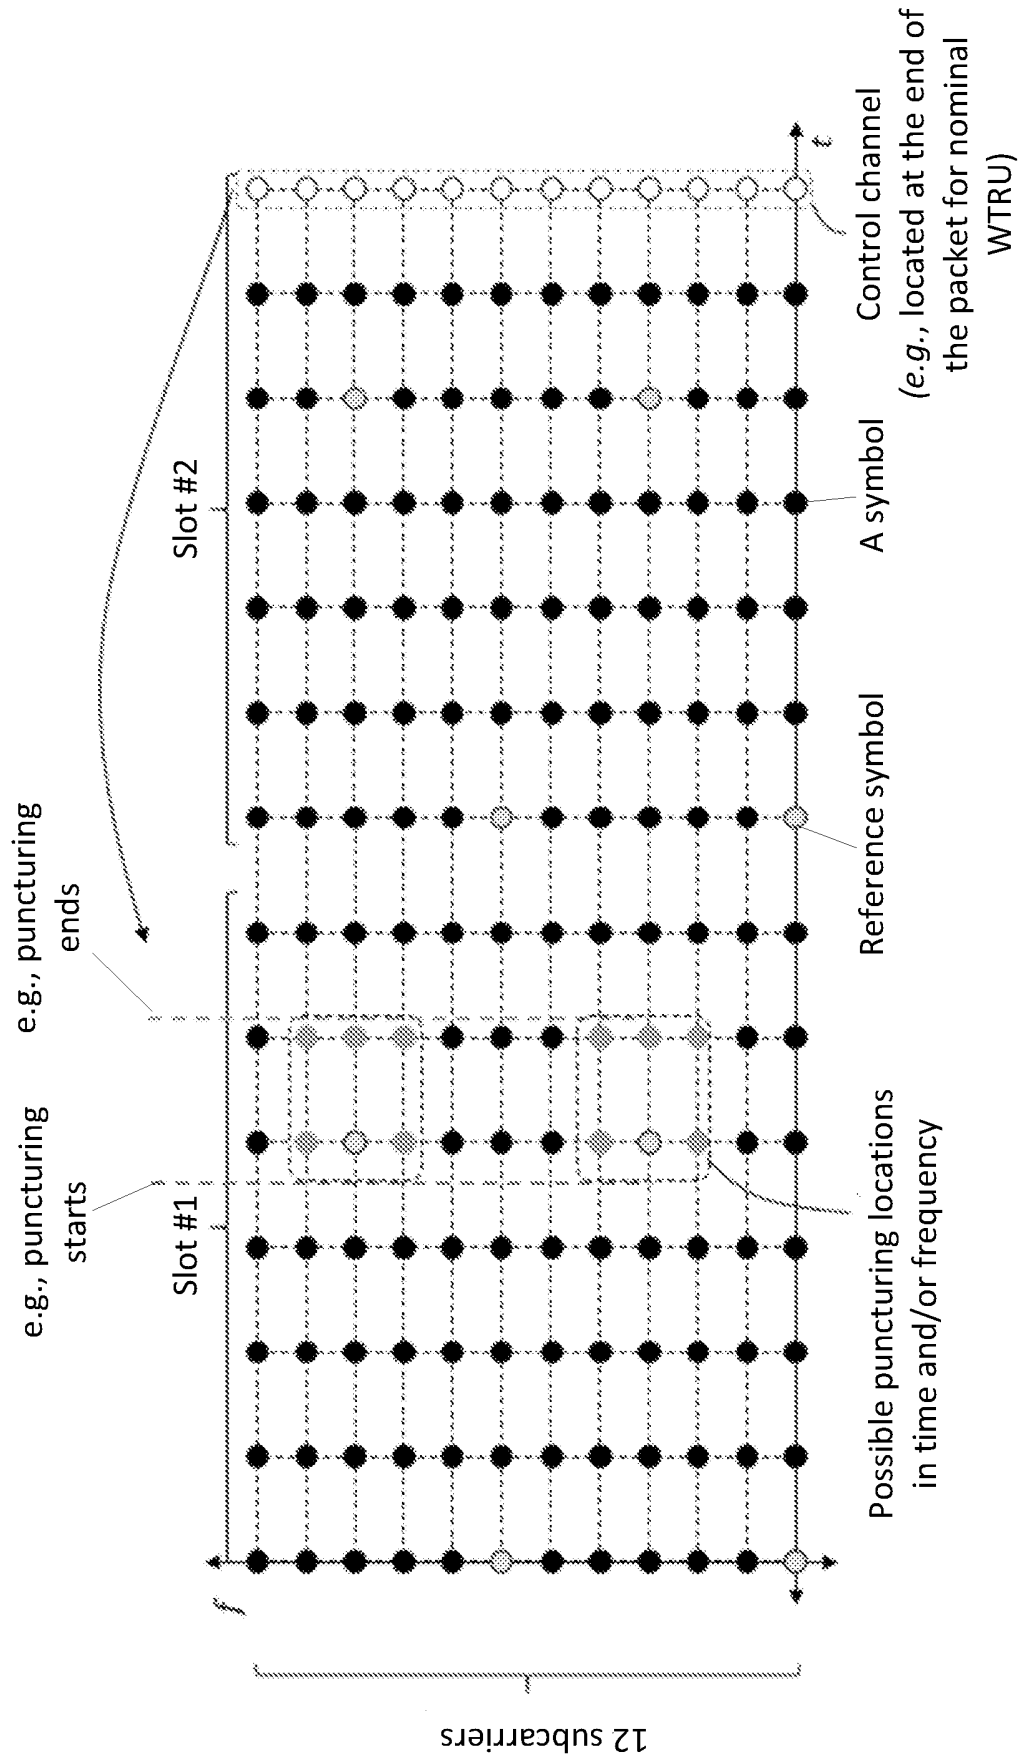 e.g., puncturing
starts
e.g., puncturing
ends
Slot #1
Slot #2
f
12 subcarriers
t
Possible puncturing locations
in time and/or frequency
Reference symbol
A symbol
Control channel
(e.g., located at the end of
the packet for nominal
WTRU)